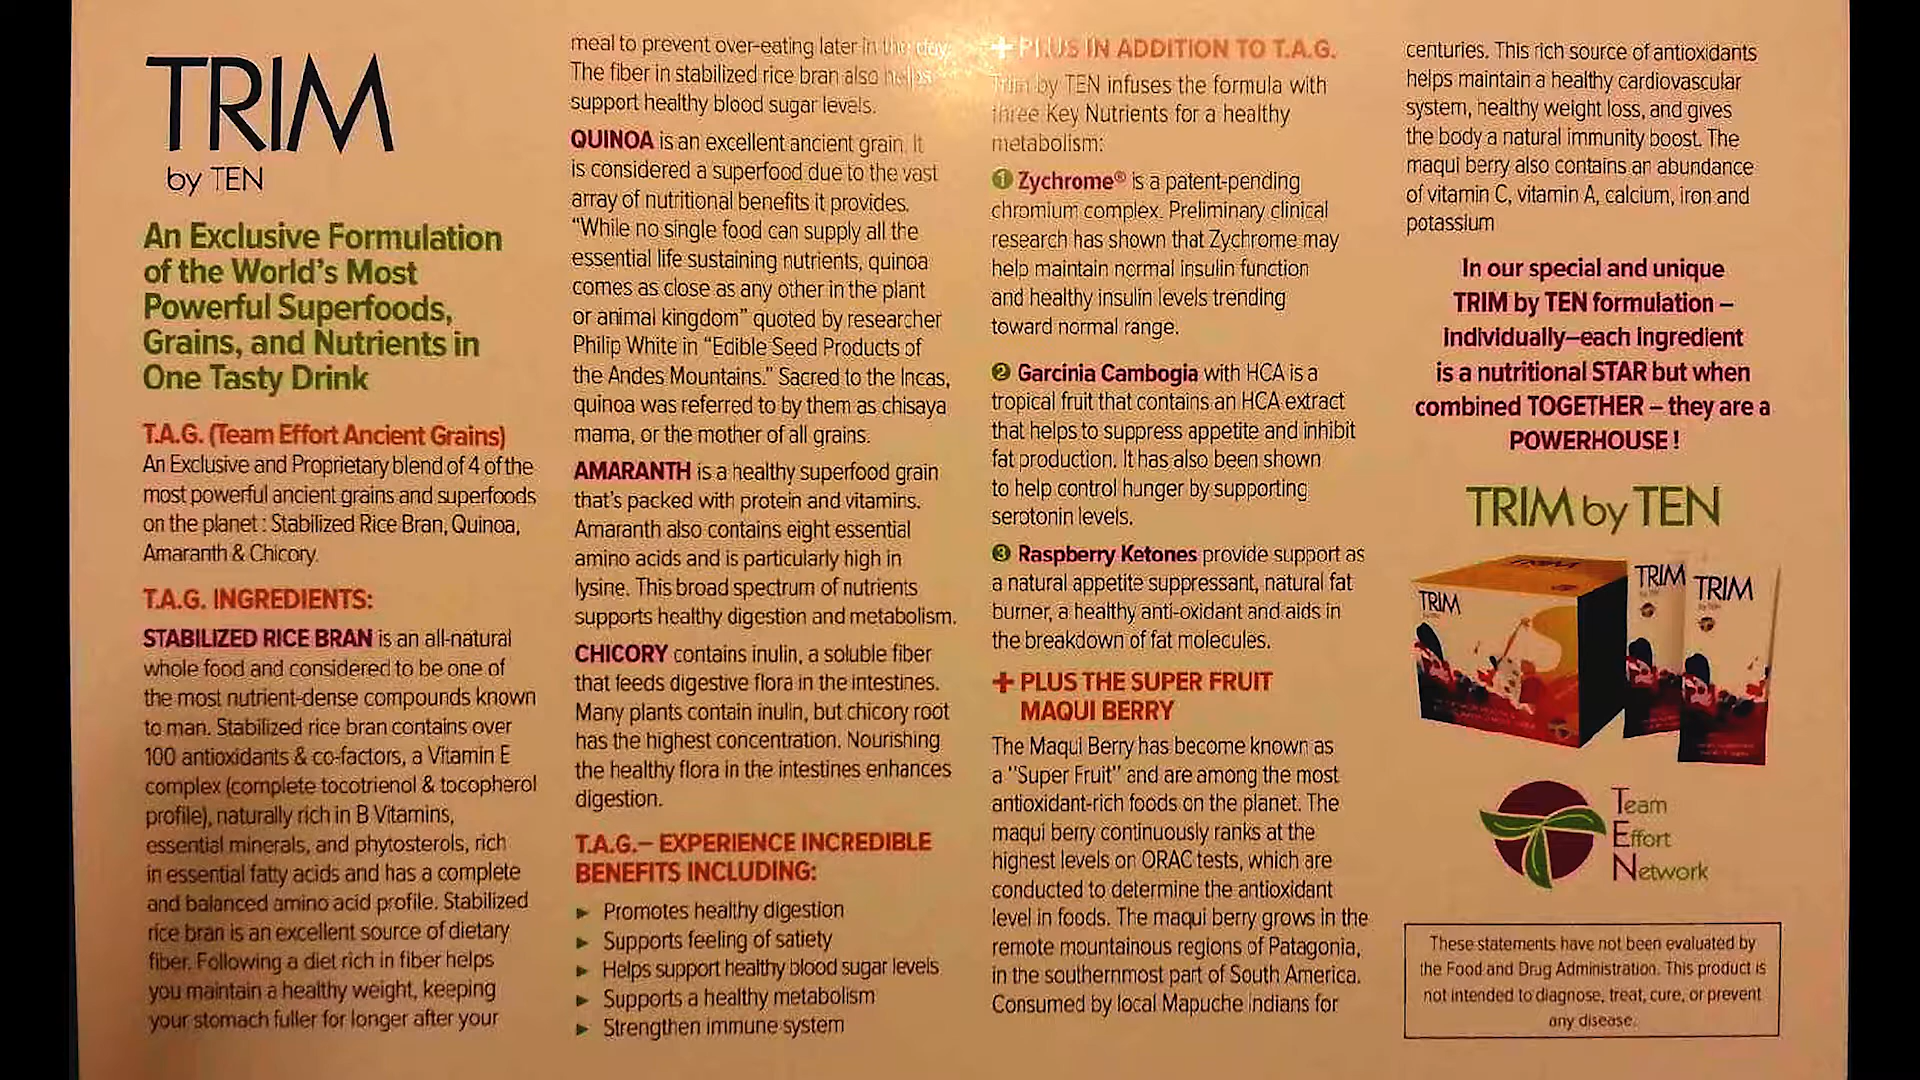 TRIM
by TEN
An Exclusive Formulation
of the World's Most
Powerful Superfoods,
Grains, and Nutrients in
One Tasty Drink
T.A.G. (Team Effort Ancient Grains)
An Exclusive and Proprietary blend of 4 of the
most powerful ancient grains and superfoods
on the planet: Stabilized Rice Bran, Quinoa,
Amaranth & Chicory.
T.A.G. INGREDIENTS:
STABILIZED RICE BRAN is an all-natural
whole food and considered to be one of
the most nutrient-dense compounds known
to man. Stabilized rice bran contains over
100 antioxidants & co-factors, a Vitamin E
complex (complete tocotrienol & tocopherol
profile), naturally rich in B Vitamins,
essential minerals, and phytosterols, rich
in essential fatty acids and has a complete
and balanced amino acid profile. Stabilized
rice bran is an excellent source of dietary
fiber. Following a diet rich in fiber helps
you maintain a healthy weight, keeping
your stomach fuller for longer after your
meal to prevent over-eating later in the day.
The fiber in stabilized rice bran also helps
support healthy blood sugar levels.
QUINOA is an excellent ancient grain. It
is considered a superfood due to the vast
array of nutritional benefits it provides.
"While no single food can supply all the
essential life sustaining nutrients, quinoa
comes as close as any other in the plant
or animal kingdom" quoted by researcher
Philip White in "Edible Seed Products of
the Andes Mountains." Sacred to the Incas,
quinoa was referred to by them as chisaya
mama, or the mother of all grains.
AMARANTH is a healthy superfood grain
that's packed with protein and vitamins.
Amaranth also contains eight essential
amino acids and is particularly high in
lysine. This broad spectrum of nutrients
supports healthy digestion and metabolism.
CHICORY contains inulin, a soluble fiber
that feeds digestive flora in the intestines.
Many plants contain inulin, but chicory root
has the highest concentration. Nourishing
the healthy flora in the intestines enhances
digestion.
T.A.G.– EXPERIENCE INCREDIBLE
BENEFITS INCLUDING:
► Promotes healthy digestion
► Supports feeling of satiety
► Helps support healthy blood sugar levels
► Supports a healthy metabolism
► Strengthen immune system
+ PLUS IN ADDITION TO T.A.G.
Trim by TEN infuses the formula with
three Key Nutrients for a healthy
metabolism:
1 Zychrome® is a patent-pending
chromium complex. Preliminary clinical
research has shown that Zychrome may
help maintain normal insulin function
and healthy insulin levels trending
toward normal range.
2 Garcinia Cambogia with HCA is a
tropical fruit that contains an HCA extract
that helps to suppress appetite and inhibit
fat production. It has also been shown
to help control hunger by supporting
serotonin levels.
3 Raspberry Ketones provide support as
a natural appetite suppressant, natural fat
burner, a healthy anti-oxidant and aids in
the breakdown of fat molecules.
+ PLUS THE SUPER FRUIT
MAQUI BERRY
The Maqui Berry has become known as
a "Super Fruit" and are among the most
antioxidant-rich foods on the planet. The
maqui berry continuously ranks at the
highest levels on ORAC tests, which are
conducted to determine the antioxidant
level in foods. The maqui berry grows in the
remote mountainous regions of Patagonia,
in the southernmost part of South America.
Consumed by local Mapuche Indians for
centuries. This rich source of antioxidants
helps maintain a healthy cardiovascular
system, healthy weight loss, and gives
the body a natural immunity boost. The
maqui berry also contains an abundance
of vitamin C, vitamin A, calcium, iron and
potassium
In our special and unique
TRIM by TEN formulation –
individually–each ingredient
is a nutritional STAR but when
combined TOGETHER – they are a
POWERHOUSE !
TRIM by TEN
TRIM
TRIM
TRIM
TRIM
Team
Effort
Network
These statements have not been evaluated by
the Food and Drug Administration. This product is
not intended to diagnose, treat, cure, or prevent
any disease.